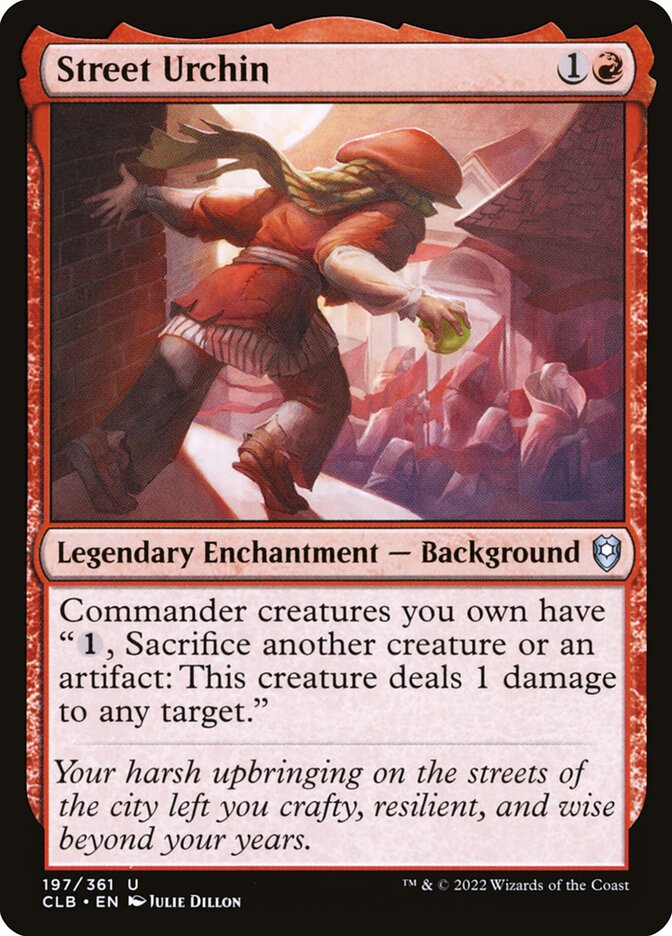 Street Urchin 1
Legendary Enchantment — Background
Commander creatures you own have
“1, Sacrifice another creature or an
artifact: This creature deals 1 damage
to any target.”
Your harsh upbringing on the streets of
the city left you crafty, resilient, and wise
beyond your years.
197/361 U
CLB • EN Julie Dillon
™ & © 2022 Wizards of the Coast